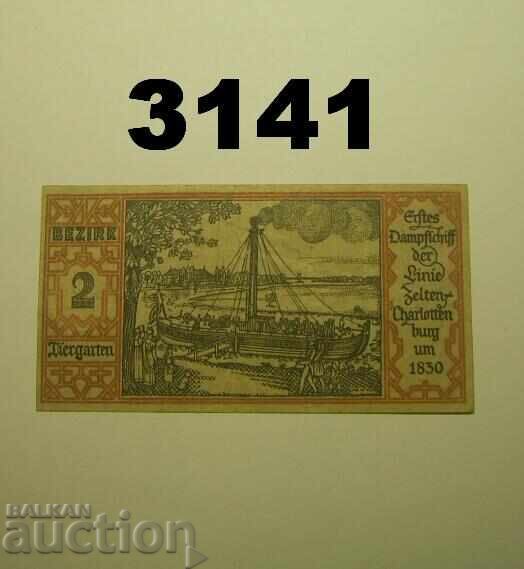 3141
BEZIRK
2
Tiergarten
Erstes
Dampfschiff
der
Linie
Zelten-
Charlotten
burg um
1830
BALKAN
auction